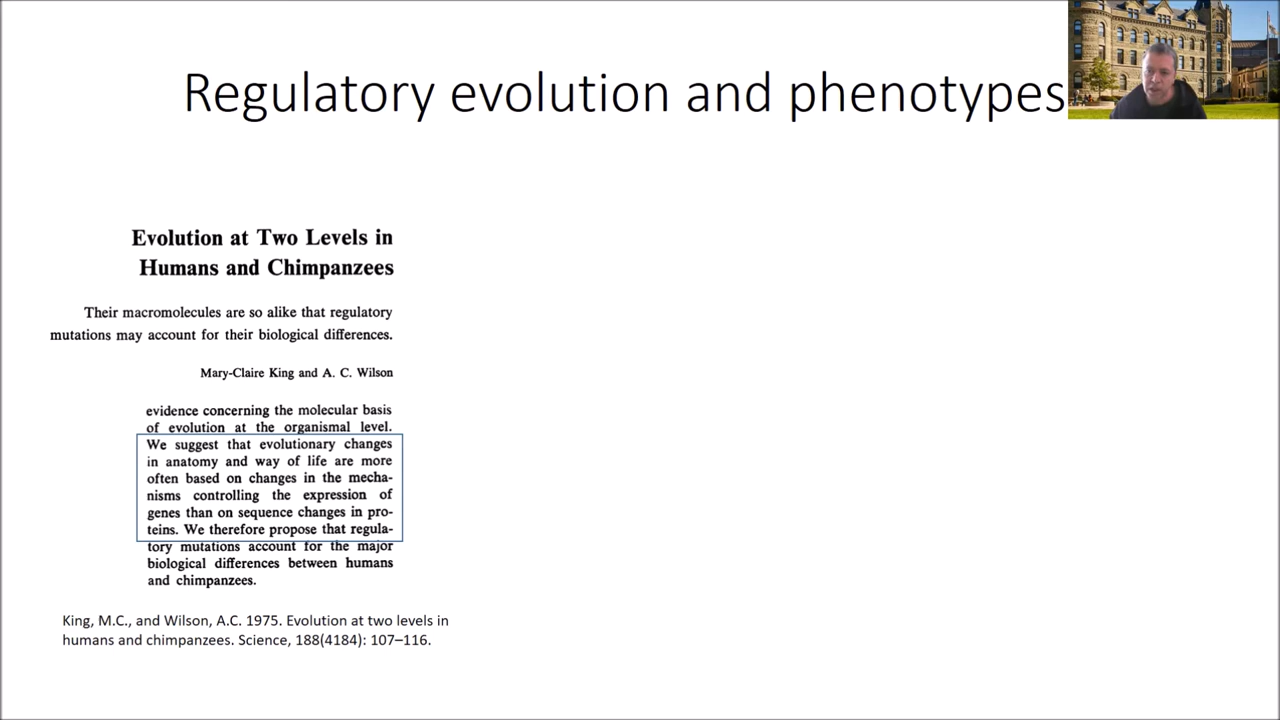 Regulatory evolution and phenotypes
Evolution at Two Levels in
Humans and Chimpanzees
Their macromolecules are so alike that regulatory
mutations may account for their biological differences.
Mary-Claire King and A. C. Wilson
evidence concerning the molecular basis
of evolution at the organismal level.
We suggest that evolutionary changes
in anatomy and way of life are more
often based on changes in the mecha-
nisms controlling the expression of
genes than on sequence changes in pro-
teins. We therefore propose that regula-
tory mutations account for the major
biological differences between humans
and chimpanzees.
King, M.C., and Wilson, A.C. 1975. Evolution at two levels in
humans and chimpanzees. Science, 188(4184): 107–116.